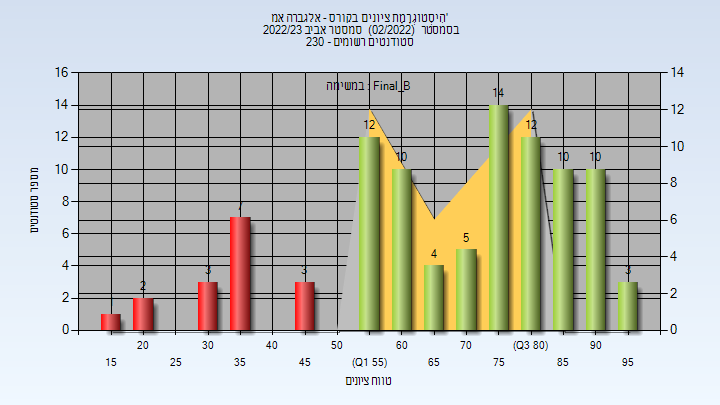 היסטוגרמת ציונים בקורס - אלגברה אמ'
בסמסטר (02/2022) סמסטר אביב 2022/23
סטודנטים רשומים - 230
במשימה : Final_B
מספר סטודנטים
16 14 12 10 8 6 4 2 0
14 12 10 8 6 4 2 0
2 3 7 3 12 10 4 5 14 12 10 10 3
20 30 40 50 60 70 (Q3 80) 90
15 25 35 45 (Q1 55) 65 75 85 95
טווח ציונים